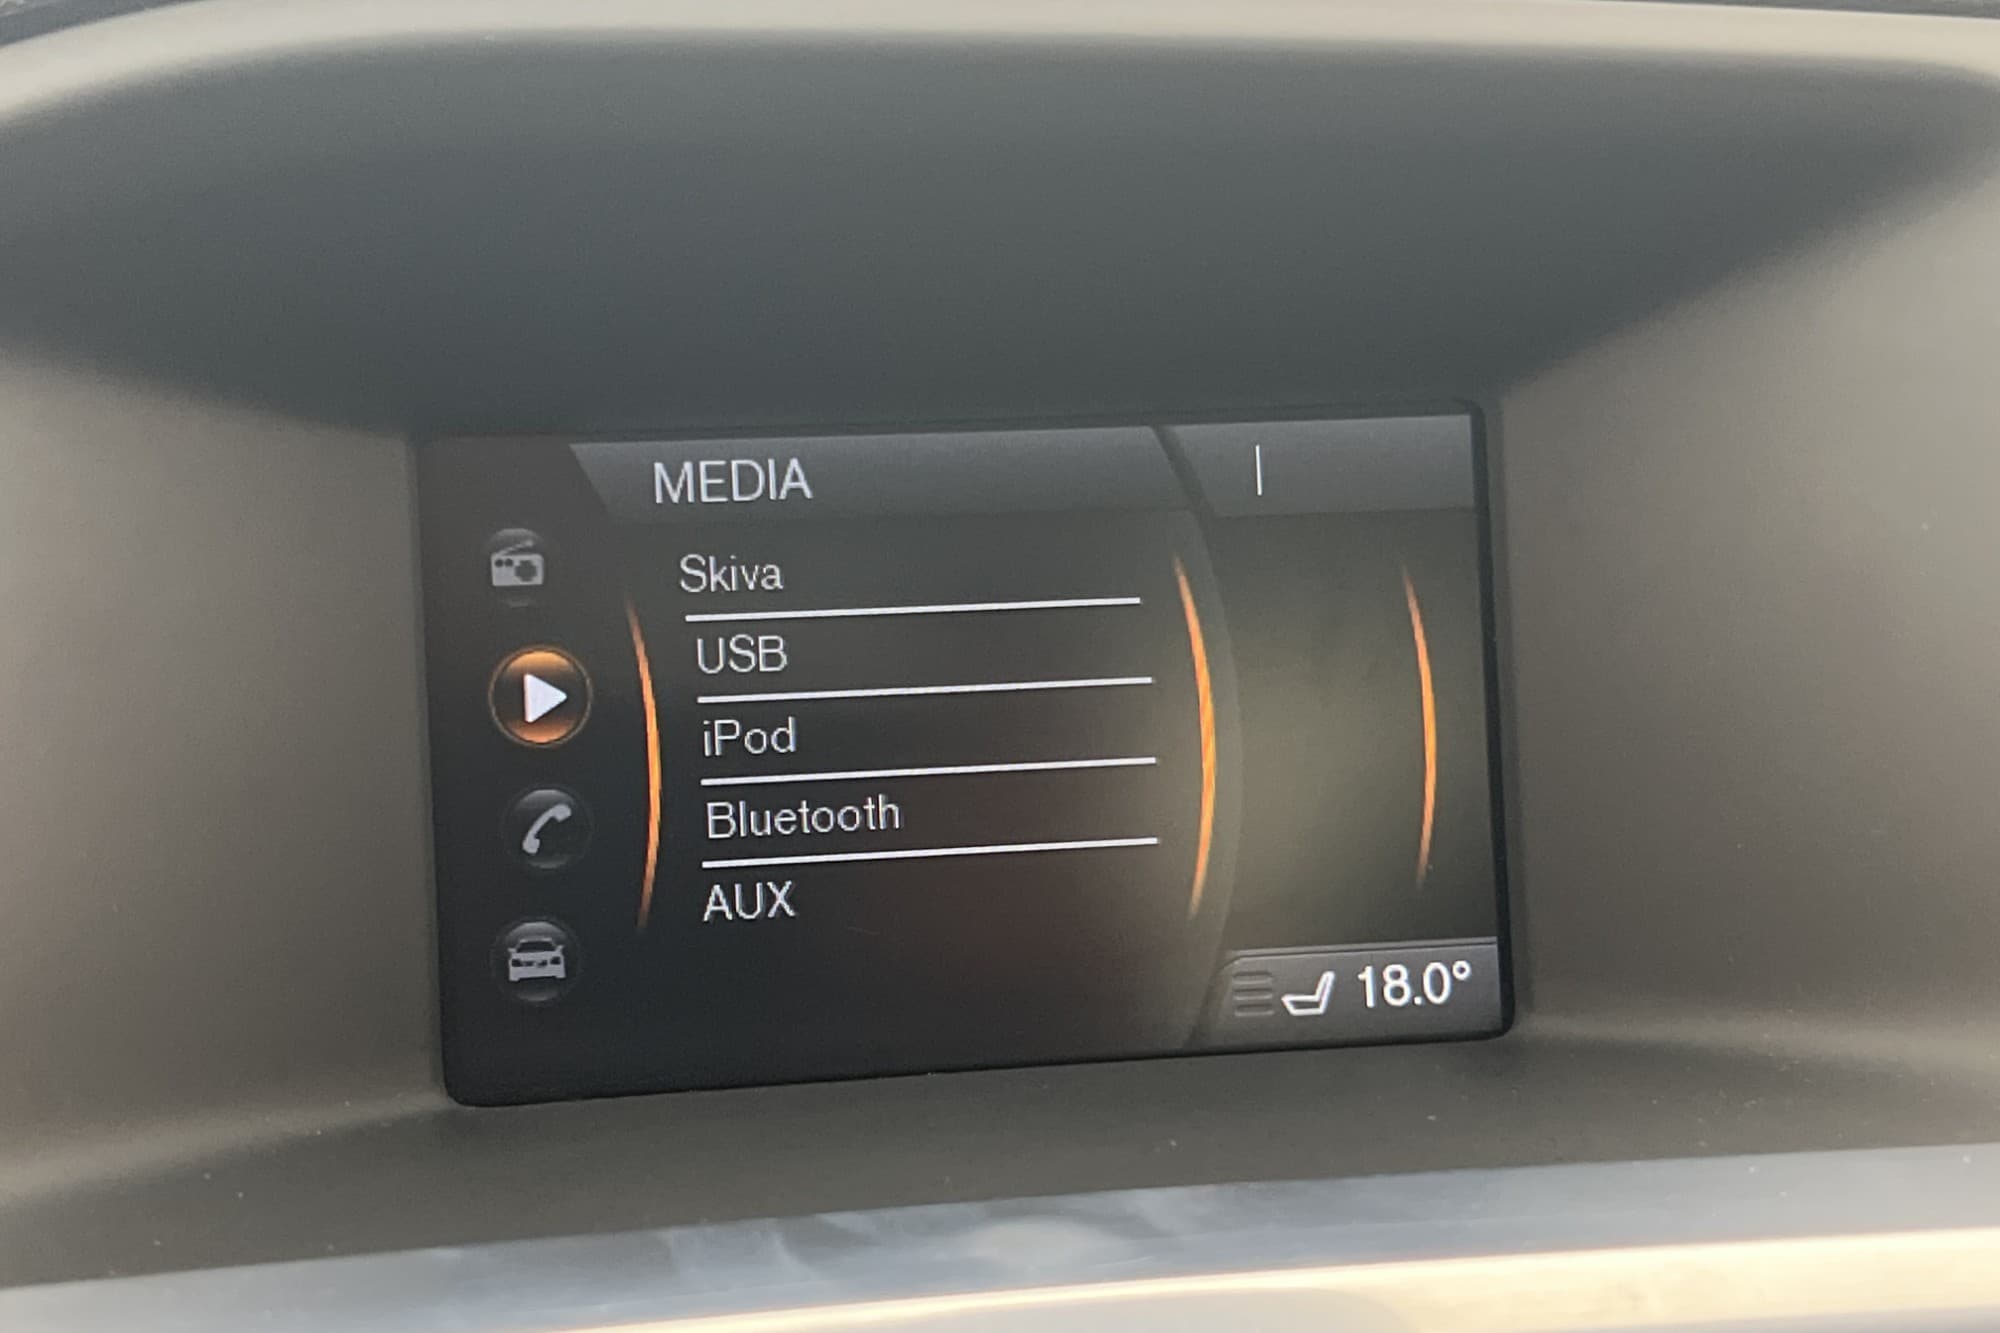 MEDIA
Skiva
USB
iPod
Bluetooth
AUX
18.0°